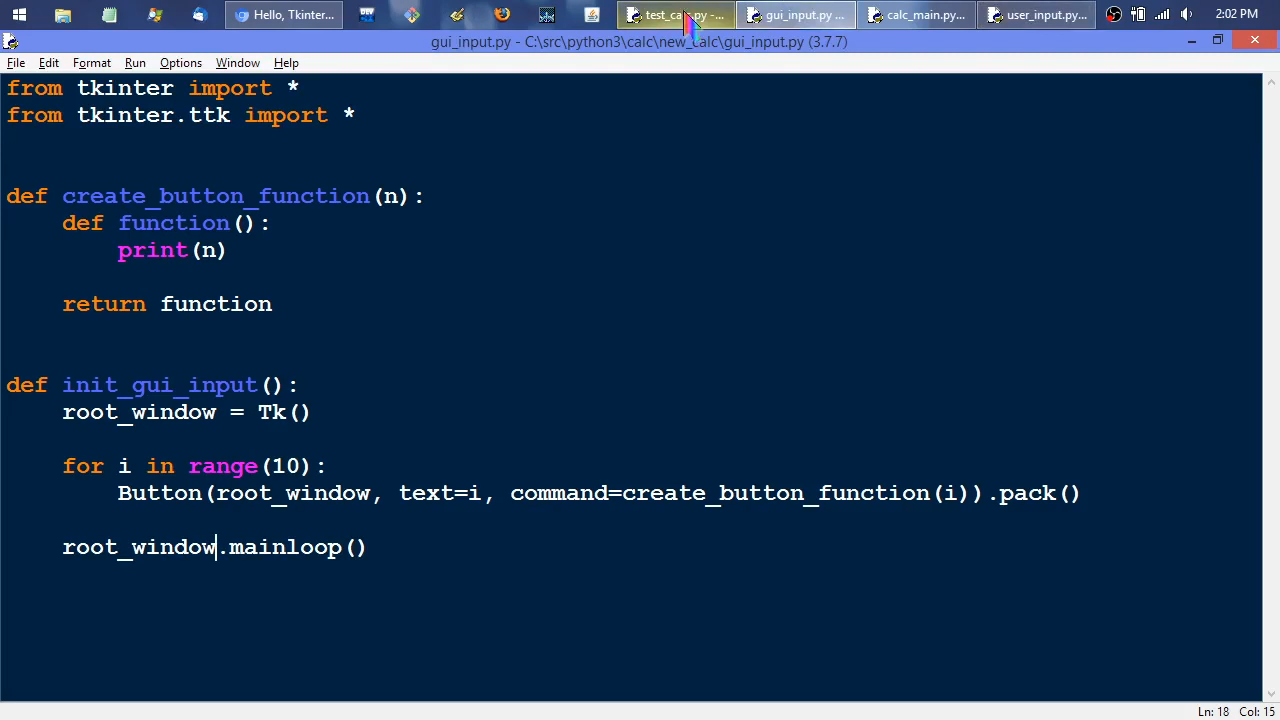 Hello, Tkinter...
test_calc.py -...
gui_input.py ...
calc_main.py...
user_input.py...
2:02 PM
gui_input.py - C:\src\python3\calc\new_calc\gui_input.py (3.7.7)
File Edit Format Run Options Window Help
from tkinter import *
from tkinter.ttk import *
def create_button_function(n):
    def function():
        print(n)
    return function
def init_gui_input():
    root_window = Tk()
    for i in range(10):
        Button(root_window, text=i, command=create_button_function(i)).pack()
    root_window.mainloop()
Ln: 18 Col: 15